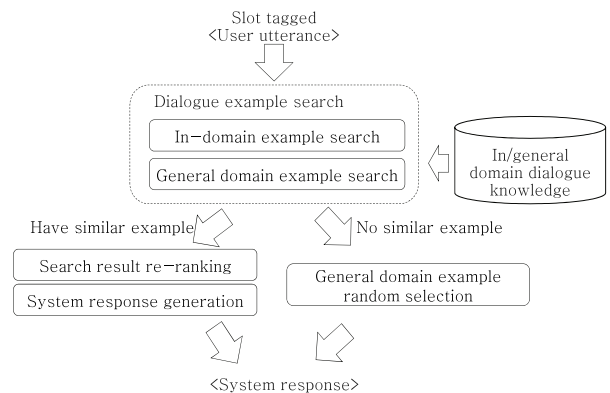 Slot tagged
<User utterance>
Dialogue example search
In-domain example search
General domain example search
In/general
domain dialogue
knowledge
Have similar example
No similar example
Search result re-ranking
System response generation
General domain example
random selection
<System response>